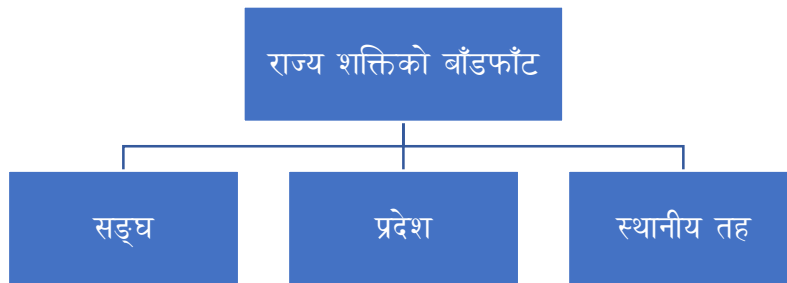 राज्य शक्तिको बाँडफाँट
सङ्घ
प्रदेश
स्थानीय तह